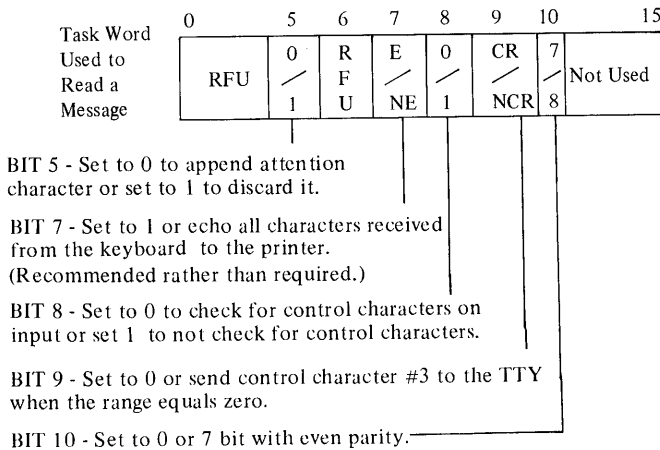 0 5 6 7 8 9 10 15
Task Word
Used to
Read a
Message
RFU
0/1
RFU
E/NE
0/1
CR/NCR
7/8
Not Used
BIT 5 - Set to 0 to append attention
character or set to 1 to discard it.
BIT 7 - Set to 1 or echo all characters received
from the keyboard to the printer.
(Recommended rather than required.)
BIT 8 - Set to 0 to check for control characters on
input or set 1 to not check for control characters.
BIT 9 - Set to 0 or send control character #3 to the TTY
when the range equals zero.
BIT 10 - Set to 0 or 7 bit with even parity.